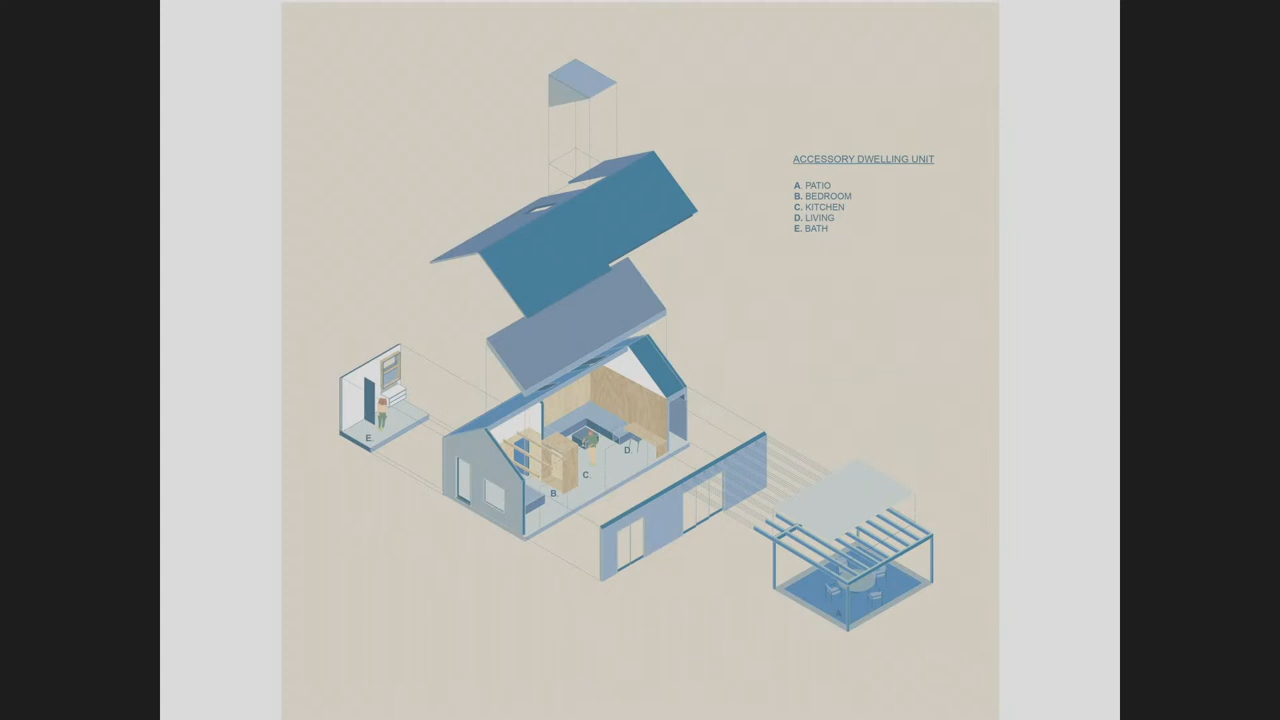 ACCESSORY DWELLING UNIT
A. PATIO
B. BEDROOM
C. KITCHEN
D. LIVING
E. BATH
E.
D.
C.
B.
A.